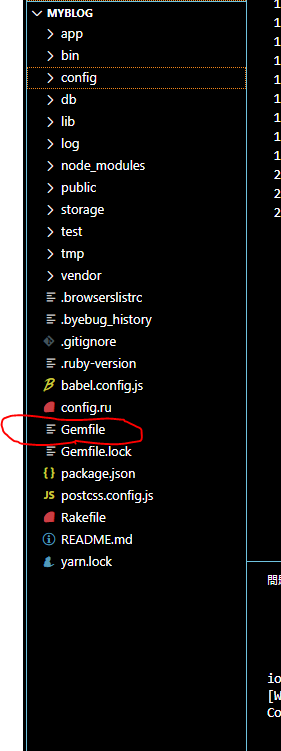 MYBLOG
app
bin
config
db
lib
log
node_modules
public
storage
test
tmp
vendor
.browserslistrc
.byebug_history
.gitignore
.ruby-version
babel.config.js
config.ru
Gemfile
Gemfile.lock
{} package.json
JS postcss.config.js
Rakefile
README.md
yarn.lock
1
1
1
1
1
1
1
1
1
2
2
2
問
io
[W
Co